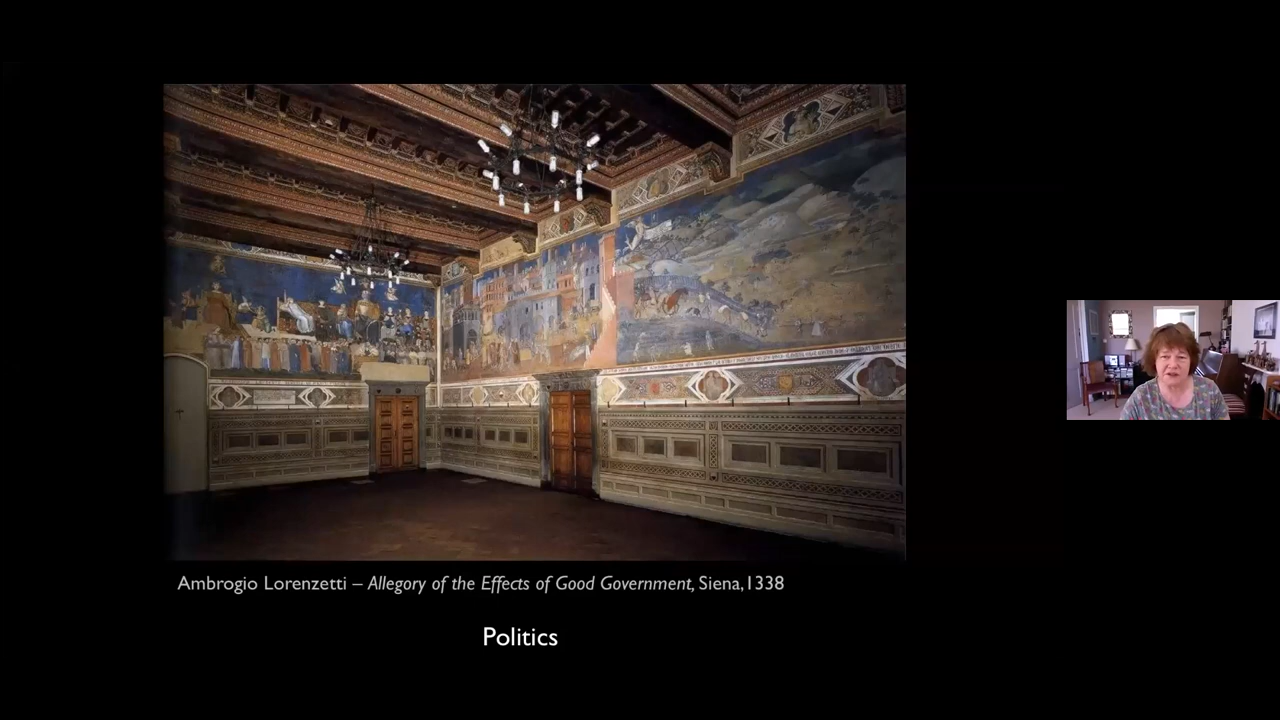 Ambrogio Lorenzetti – Allegory of the Effects of Good Government, Siena,1338
Politics